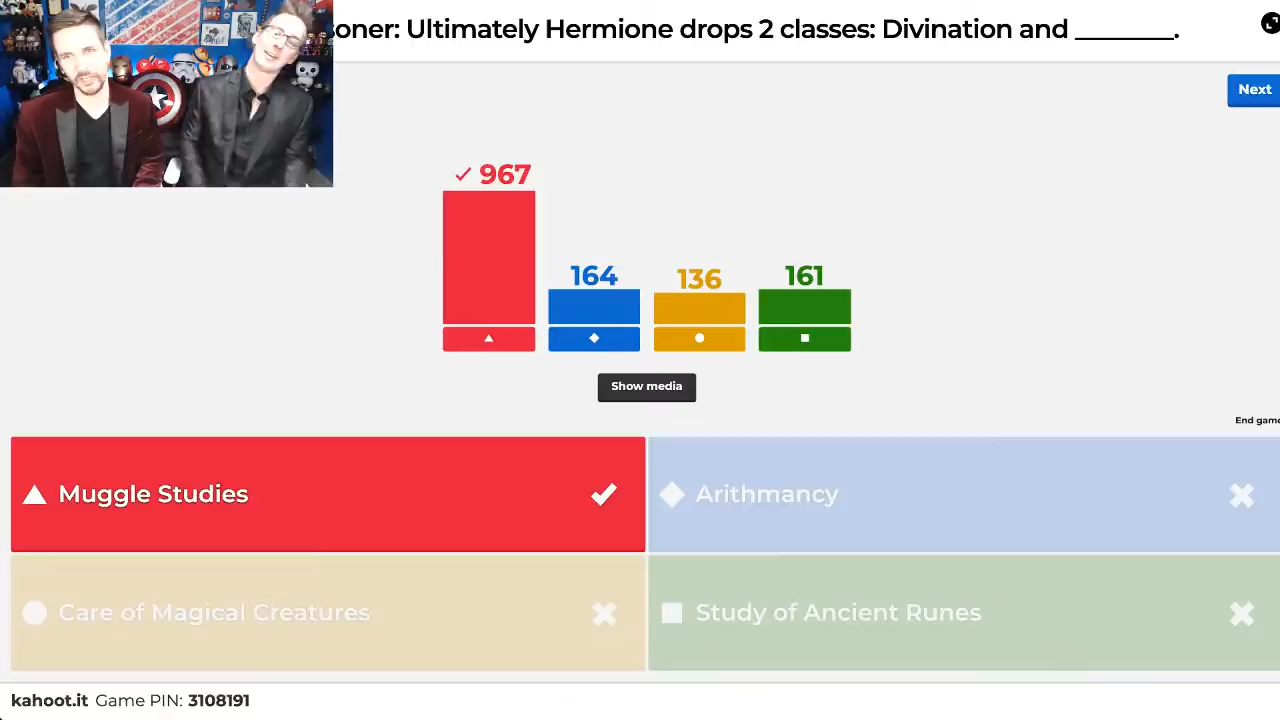 soner: Ultimately Hermione drops 2 classes: Divination and ________.
Next
✓ 967
164
136
161
Show media
End game
Muggle Studies
Arithmancy
Care of Magical Creatures
Study of Ancient Runes
kahoot.it Game PIN: 3108191